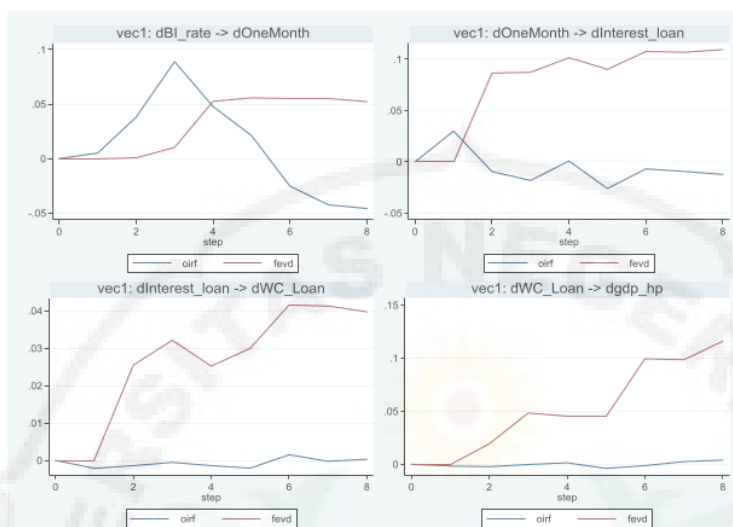 vec1: dBI_rate -> dOneMonth
vec1: dOneMonth -> dInterest_loan
.1
.05
0
-.05
0 2 4 6 8
step
oirf fevd
.1
.05
0
-.05
0 2 4 6 8
step
oirf fevd
vec1: dInterest_loan -> dWC_Loan
vec1: dWC_Loan -> dgdp_hp
.04
.03
.02
.01
0
0 2 4 6 8
step
oirf fevd
.15
.1
.05
0
0 2 4 6 8
step
oirf fevd